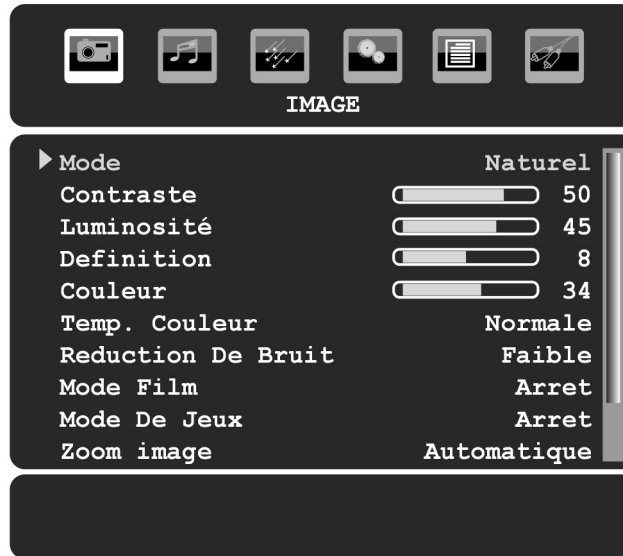 IMAGE
Mode Naturel
Contraste 50
Luminosité 45
Definition 8
Couleur 34
Temp. Couleur Normale
Reduction De Bruit Faible
Mode Film Arret
Mode De Jeux Arret
Zoom image Automatique